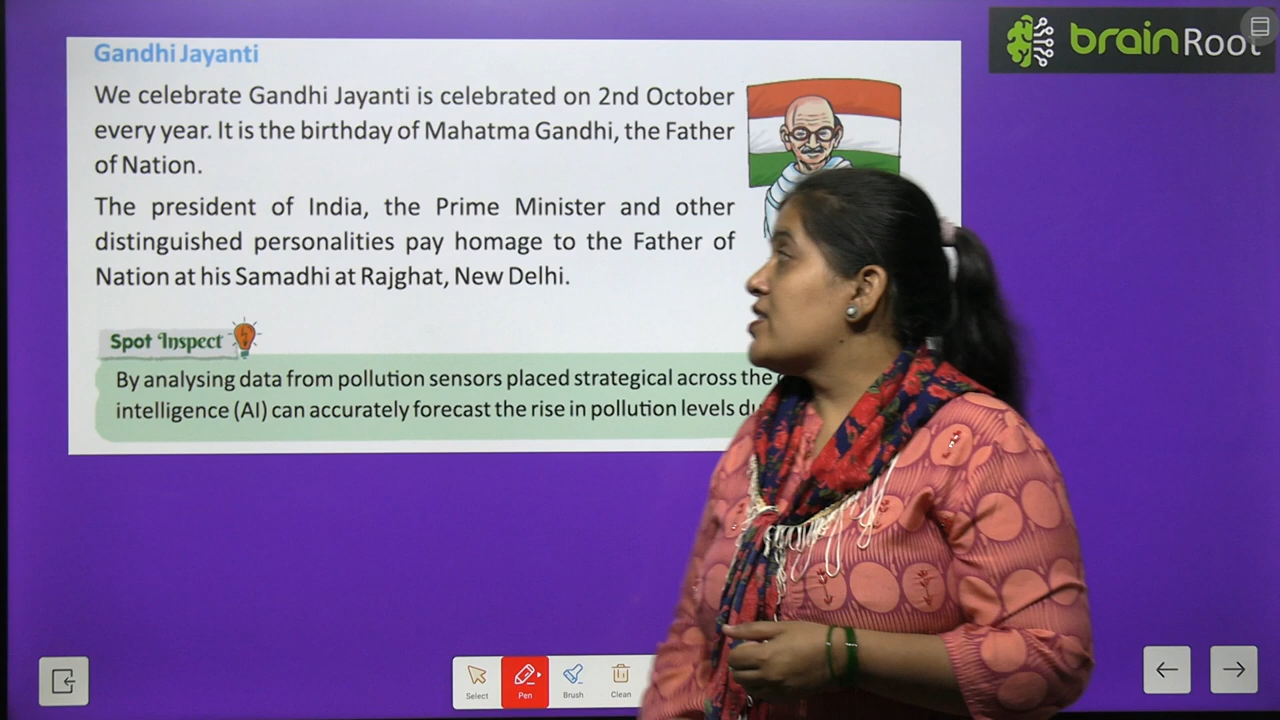 brainRoot
Gandhi Jayanti
We celebrate Gandhi Jayanti is celebrated on 2nd October
every year. It is the birthday of Mahatma Gandhi, the Father
of Nation.
The president of India, the Prime Minister and other
distinguished personalities pay homage to the Father of
Nation at his Samadhi at Rajghat, New Delhi.
Spot Inspect
By analysing data from pollution sensors placed strategical across the
intelligence (AI) can accurately forecast the rise in pollution levels
Select
Pen
Brush
Clean